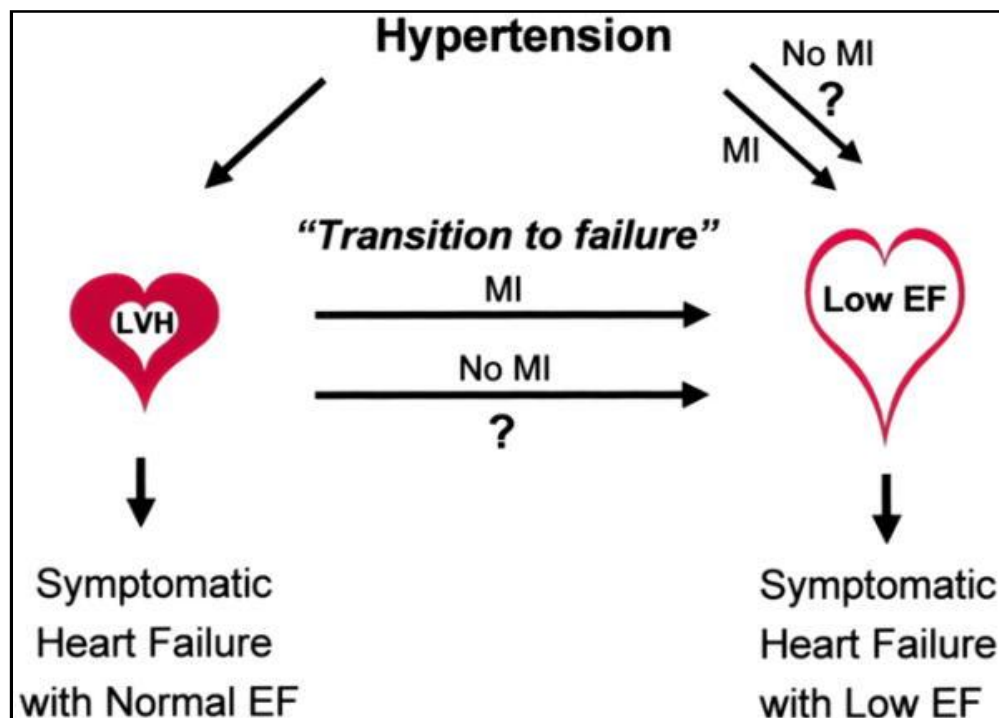 Hypertension
No MI
?
MI
“Transition to failure”
MI
LVH
Low EF
No MI
?
Symptomatic
Heart Failure
with Normal EF
Symptomatic
Heart Failure
with Low EF